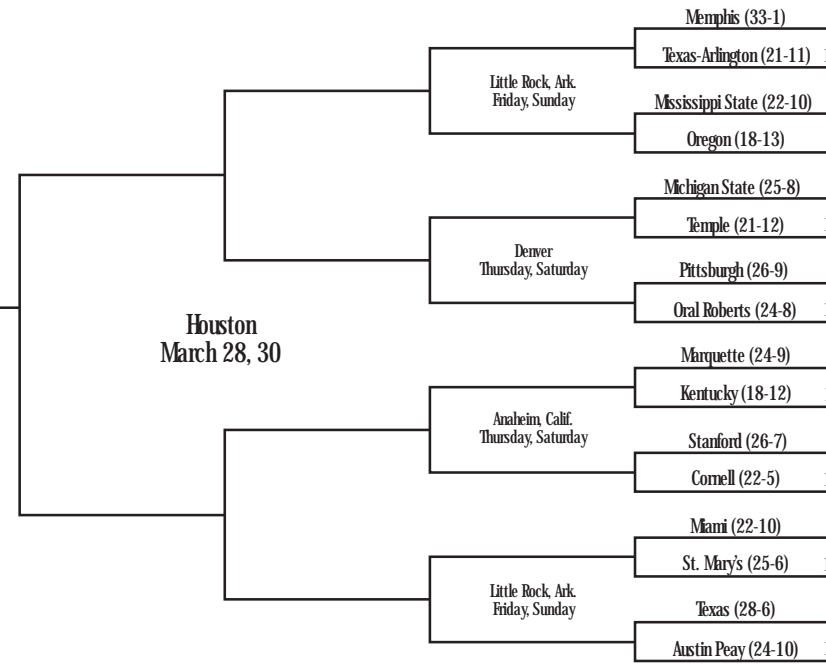 Memphis (33-1)
Texas-Arlington (21-11)
Little Rock, Ark.
Friday, Sunday
Mississippi State (22-10)
Oregon (18-13)
Michigan State (25-8)
Temple (21-12)
Denver
Thursday, Saturday
Pittsburgh (26-9)
Oral Roberts (24-8)
Houston
March 28, 30
Marquette (24-9)
Kentucky (18-12)
Anaheim, Calif.
Thursday, Saturday
Stanford (26-7)
Cornell (22-5)
Miami (22-10)
St. Mary's (25-6)
Little Rock, Ark.
Friday, Sunday
Texas (28-6)
Austin Peay (24-10)